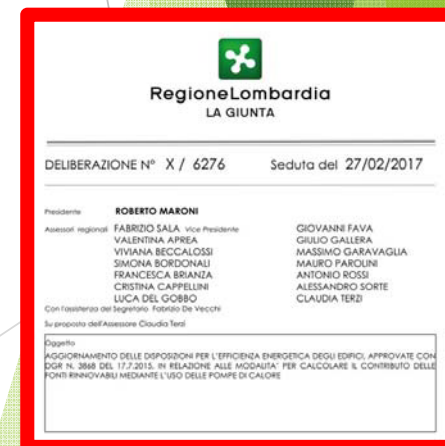 RegioneLombardia
LA GIUNTA
DELIBERAZIONE N° X / 6276 Seduta del 27/02/2017
Presidente ROBERTO MARONI
Assessori regionali FABRIZIO SALA Vice Presidente GIOVANNI FAVA
VALENTINA APREA GIULIO GALLERA
VIVIANA BECCALOSSI MASSIMO GARAVAGLIA
SIMONA BORDONALI MAURO PAROLINI
FRANCESCA BRIANZA ANTONIO ROSSI
CRISTINA CAPPELLINI ALESSANDRO SORTE
LUCA DEL GOBBO CLAUDIA TERZI
Con l'assistenza del Segretario Fabrizio De Vecchi
Su proposta dell'Assessore Claudia Terzi
Oggetto
AGGIORNAMENTO DELLE DISPOSIZIONI PER L'EFFICIENZA ENERGETICA DEGLI EDIFICI, APPROVATE CON
DGR N. 3868 DEL 17.7.2015, IN RELAZIONE ALLE MODALITA' PER CALCOLARE IL CONTRIBUTO DELLE
FONTI RINNOVABILI MEDIANTE L'USO DELLE POMPE DI CALORE